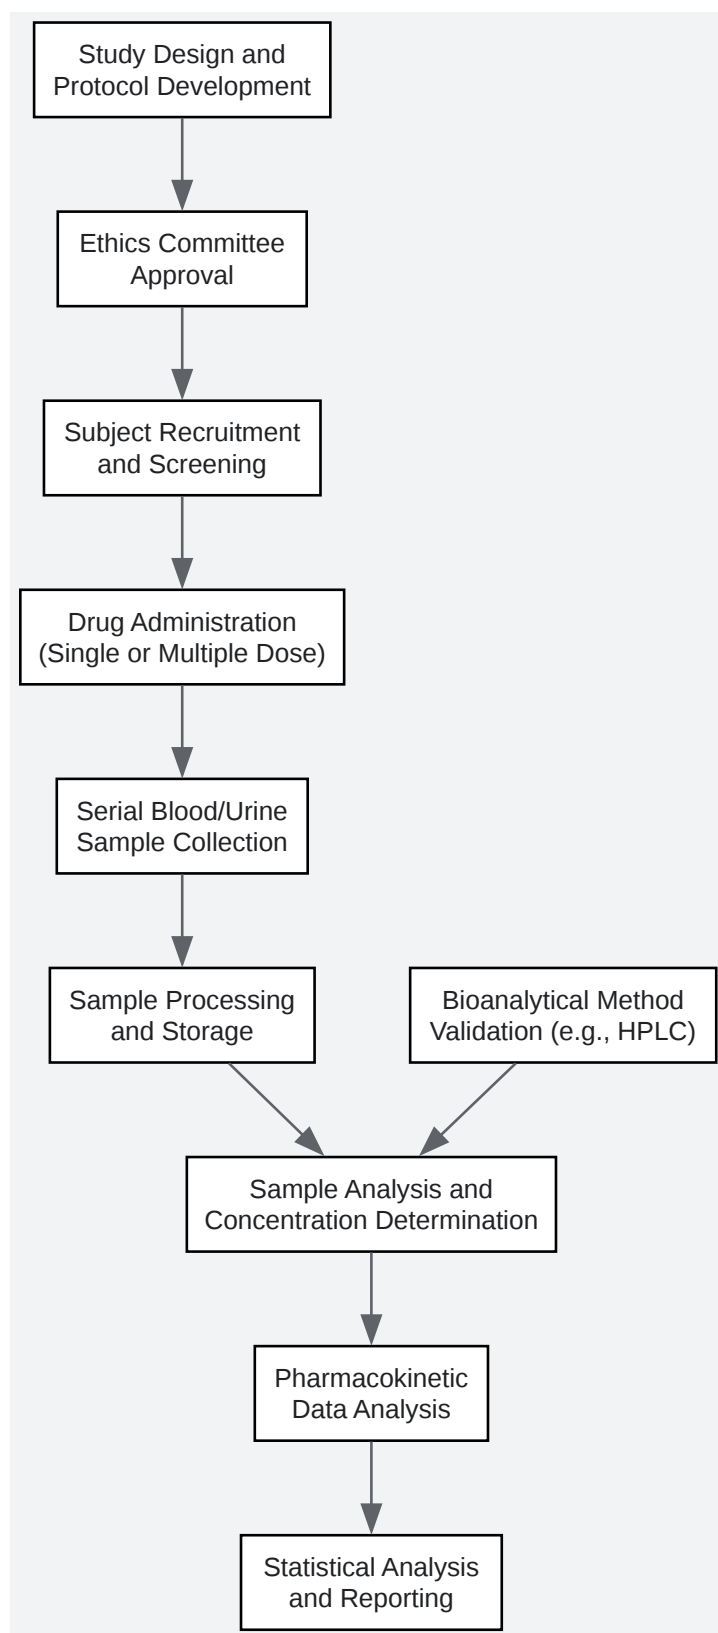 Study Design and
Protocol Development
Ethics Committee
Approval
Subject Recruitment
and Screening
Drug Administration
(Single or Multiple Dose)
Serial Blood/Urine
Sample Collection
Sample Processing
and Storage
Bioanalytical Method
Validation (e.g., HPLC)
Sample Analysis and
Concentration Determination
Pharmacokinetic
Data Analysis
Statistical Analysis
and Reporting